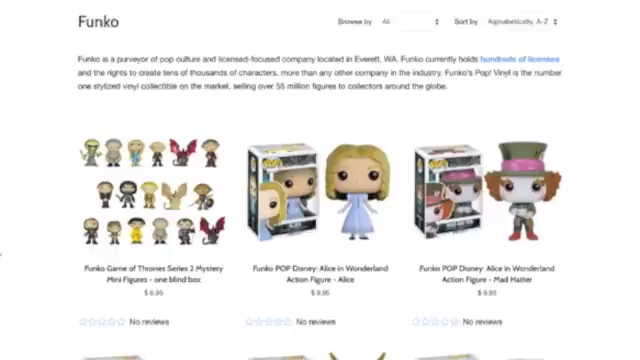 Funko
Browse by All Sort by Alphabetically, A-Z
Funko is a purveyor of pop culture and licensed-focused company located in Everett, WA. Funko currently holds hundreds of licenses
and the rights to create tens of thousands of characters, more than any other company in the industry. Funko's Pop! Vinyl is the number
one stylized vinyl collectible on the market, selling over 55 million figures to collectors around the globe.
Funko Game of Thrones Series 2 Mystery
Mini Figures - one blind box
$ 6.95
No reviews
Funko POP Disney: Alice in Wonderland
Action Figure - Alice
$ 9.95
No reviews
Funko POP Disney: Alice in Wonderland
Action Figure - Mad Hatter
$ 9.95
No reviews